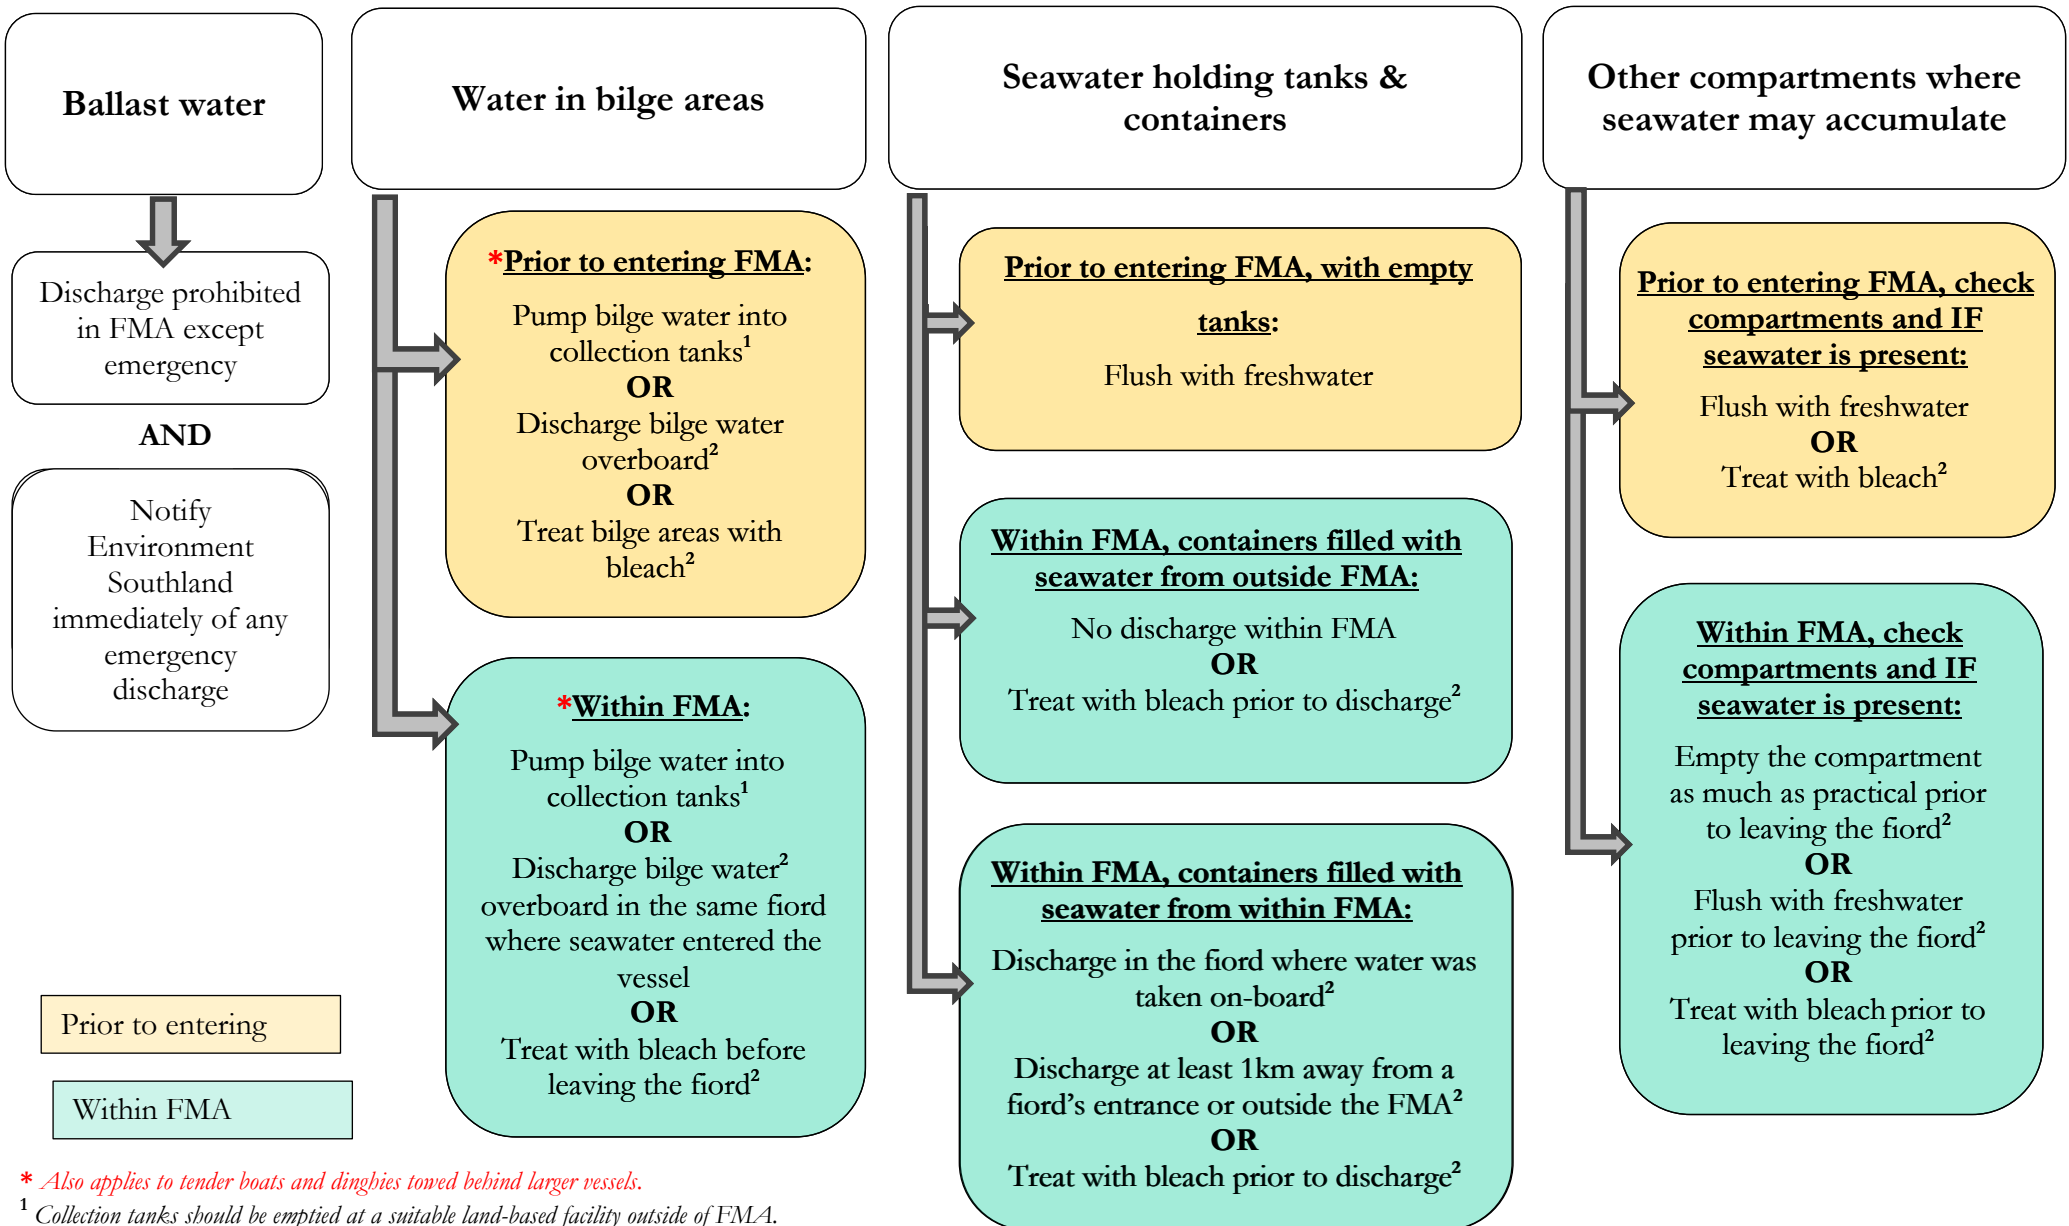 Ballast water
Discharge prohibited
in FMA except
emergency
AND
Notify
Environment
Southland
immediately of any
emergency
discharge
Water in bilge areas
*Prior to entering FMA:
Pump bilge water into
collection tanks¹
OR
Discharge bilge water
overboard²
OR
Treat bilge areas with
bleach²
*Within FMA:
Pump bilge water into
collection tanks¹
OR
Discharge bilge water²
overboard in the same fiord
where seawater entered the
vessel
OR
Treat with bleach before
leaving the fiord²
Seawater holding tanks &
containers
Prior to entering FMA, with empty
tanks:
Flush with freshwater
Within FMA, containers filled with
seawater from outside FMA:
No discharge within FMA
OR
Treat with bleach prior to discharge²
Within FMA, containers filled with
seawater from within FMA:
Discharge in the fiord where water was
taken on-board²
OR
Discharge at least 1km away from a
fiord's entrance or outside the FMA²
OR
Treat with bleach prior to discharge²
Other compartments where
seawater may accumulate
Prior to entering FMA, check
compartments and IF
seawater is present:
Flush with freshwater
OR
Treat with bleach²
Within FMA, check
compartments and IF
seawater is present:
Empty the compartment
as much as practical prior
to leaving the fiord²
OR
Flush with freshwater
prior to leaving the fiord²
OR
Treat with bleach prior to
leaving the fiord²
Prior to entering
Within FMA
* Also applies to tender boats and dinghies towed behind larger vessels.
¹ Collection tanks should be emptied at a suitable land-based facility outside of FMA.